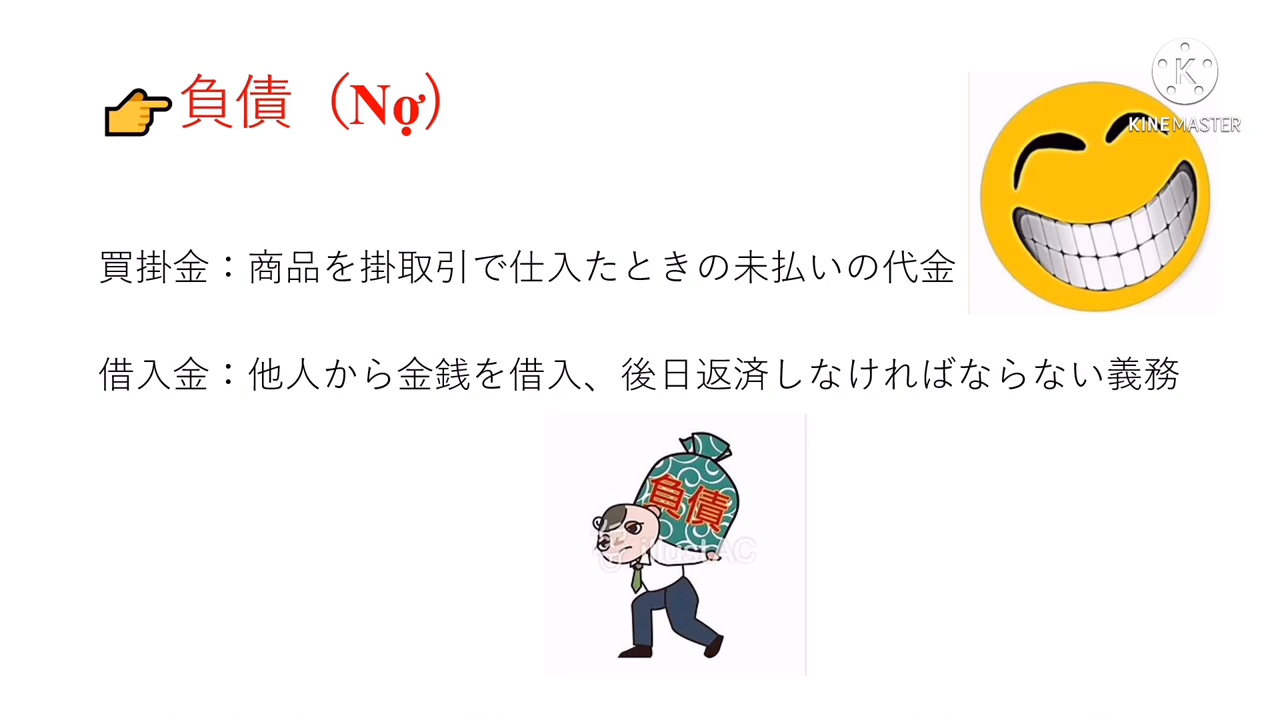 👉負債（Nợ）
KINEMASTER
買掛金：商品を掛取引で仕入たときの未払いの代金
借入金：他人から金銭を借入、後日返済しなければならない義務
負債
illustAC